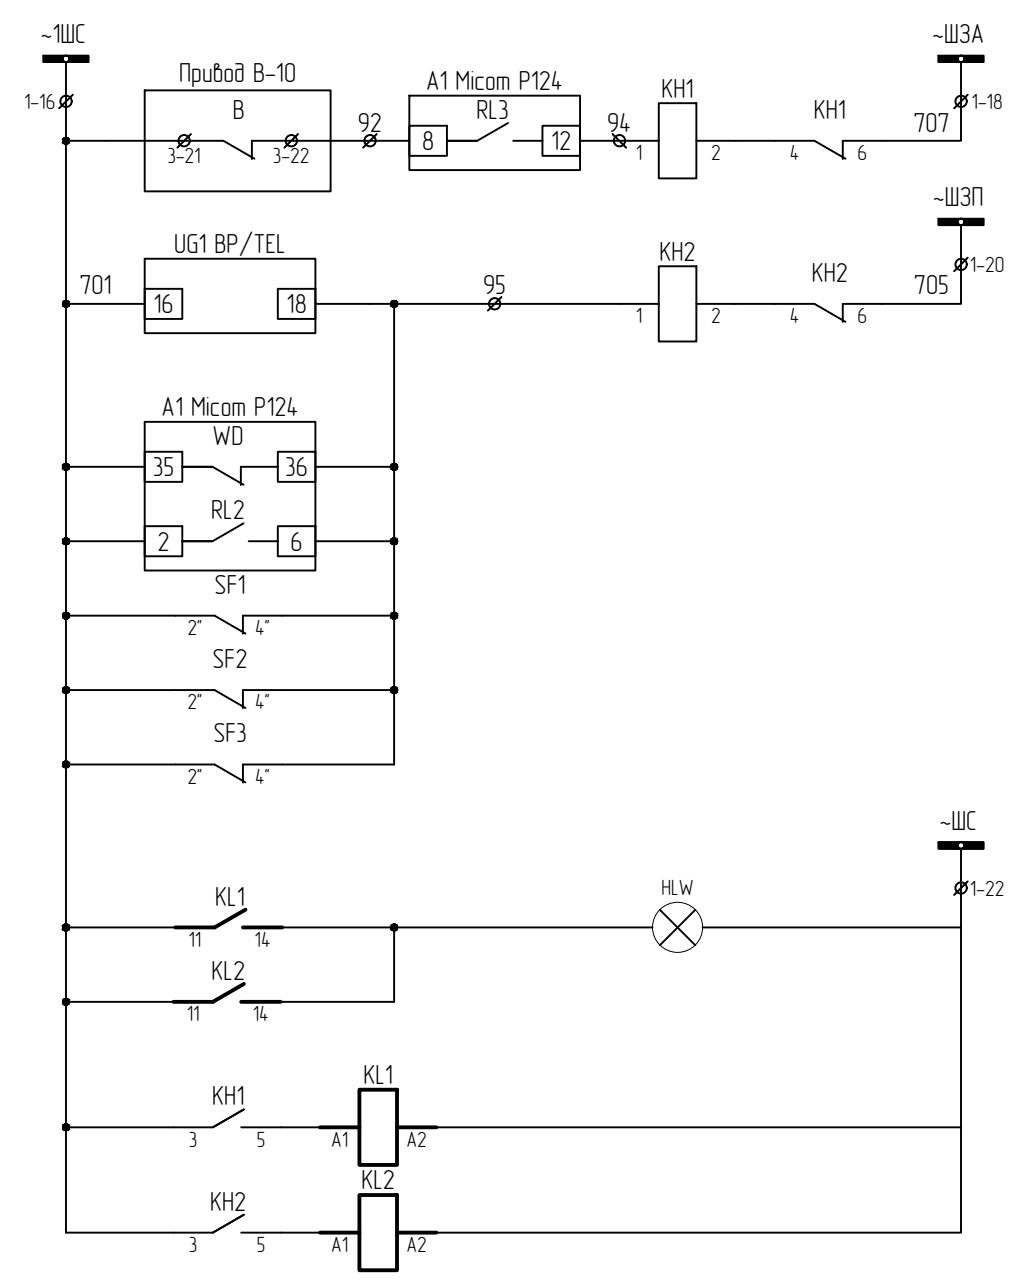 ~1ШС
~ШЗА
1-16
Привод В-10
В
3-21
3-22
92
A1 Micom P124
RL3
8
12
94
KH1
1
2
KH1
4
6
707
1-18
~ШЗП
UG1 BP/TEL
701
16
18
95
KH2
1
2
KH2
4
6
705
1-20
A1 Micom P124
WD
35
36
RL2
2
6
SF1
2"
4"
SF2
2"
4"
SF3
2"
4"
~ШС
1-22
KL1
11
14
HLW
KL2
11
14
KH1
3
5
KL1
A1
A2
KH2
3
5
KL2
A1
A2